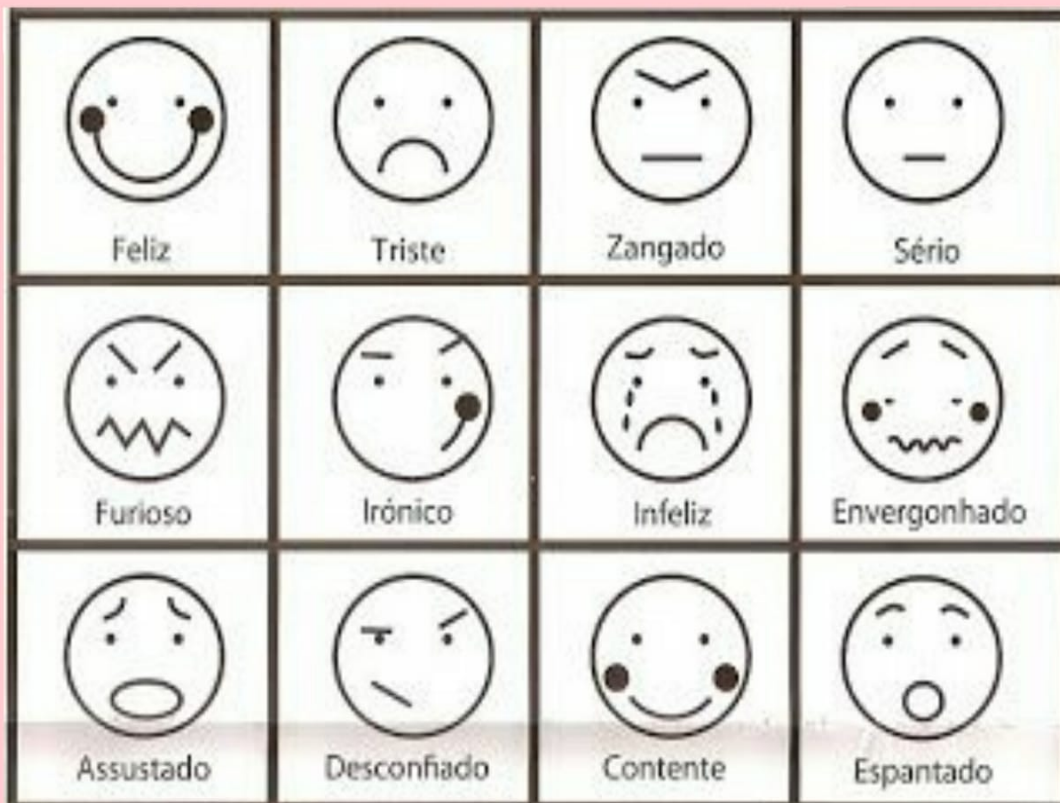 Feliz
Triste
Zangado
Sério
Furioso
Irónico
Infeliz
Envergonhado
Assustado
Desconfiado
Contente
Espantado